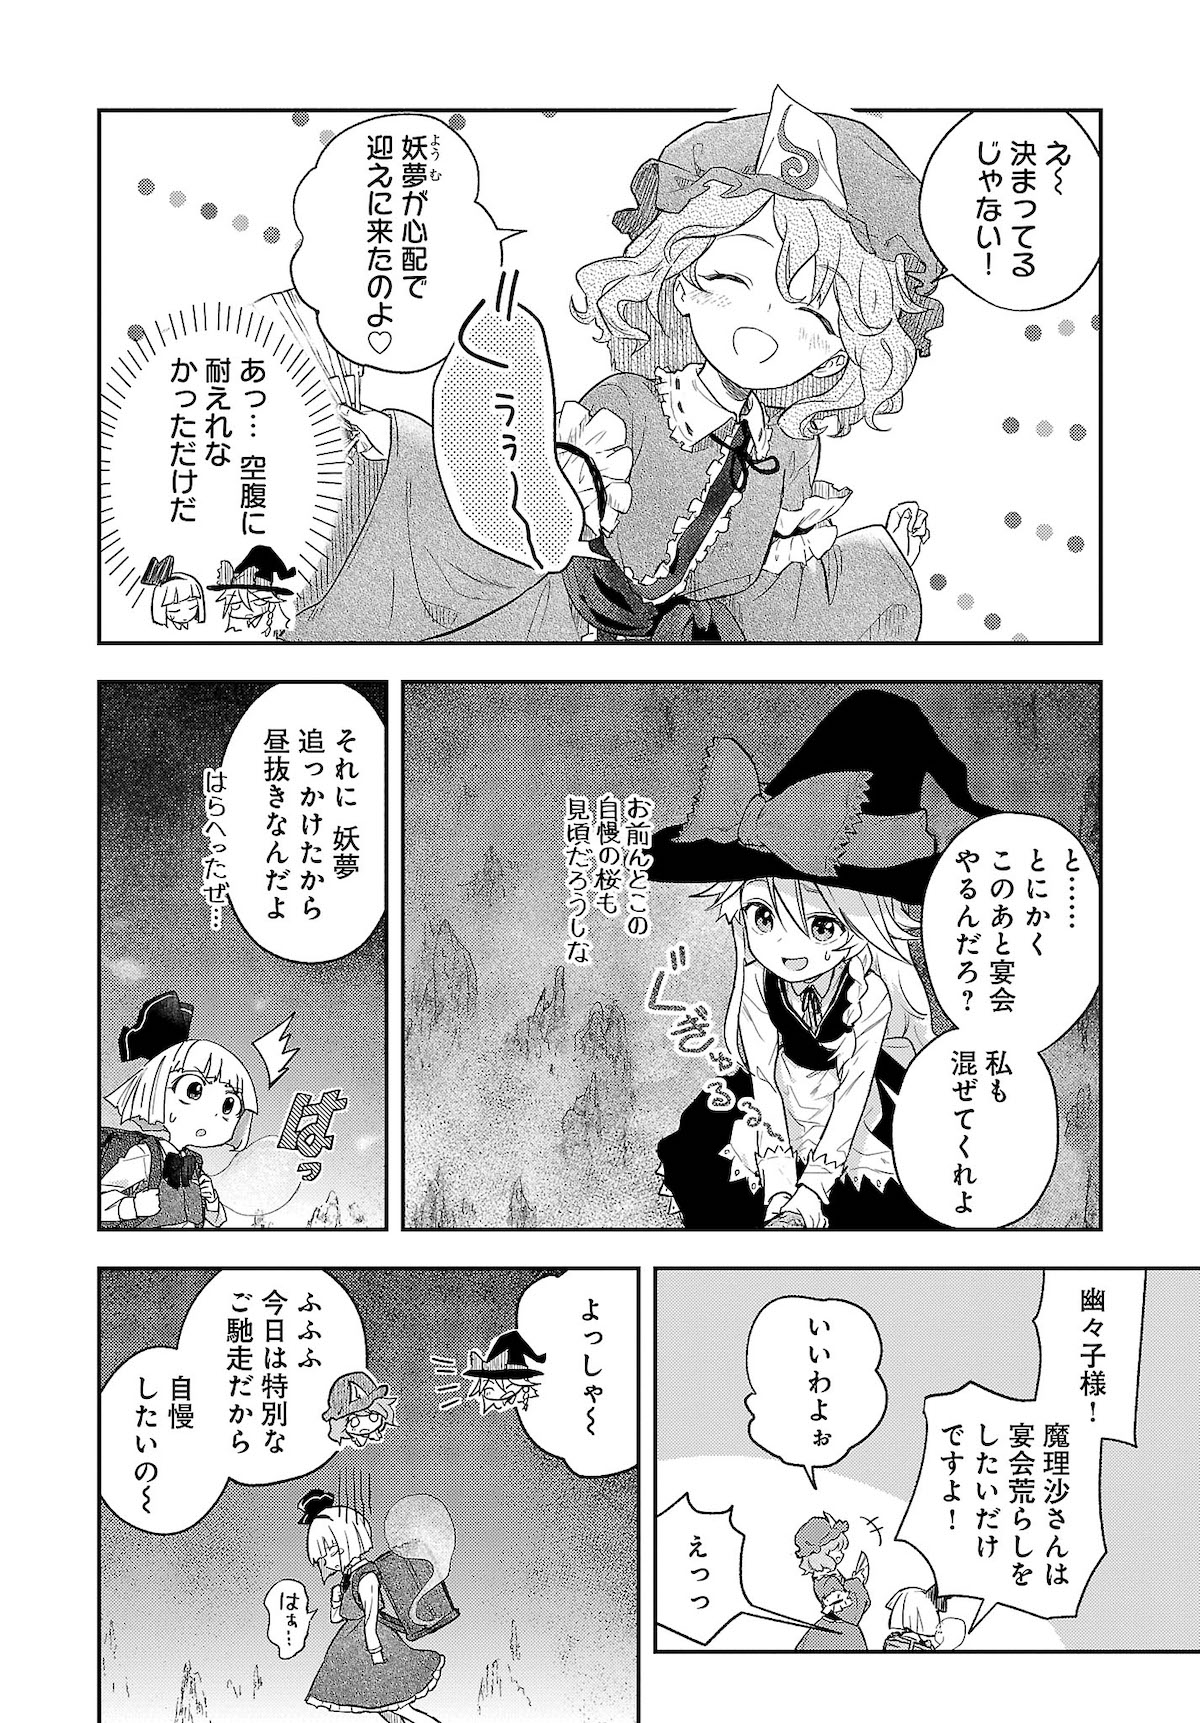 え〜
決まってる
じゃない！
妖夢が心配で
ようむ
迎えに来たのよ♡
うぅ〜〜
あっ… 空腹に
耐えれな
かっただけだ
と……
とにかく
このあと宴会
やるんだろ？
私も
混ぜてくれよ
お前んとこの
自慢の桜も
見頃だろうしな
ぐぎゅるる〜〜
それに 妖夢
追っかけたから
昼抜きなんだよ
はらへったぜ…
はっ
幽々子様！
魔理沙さんは
宴会荒らしを
したいだけ
ですよ！
いいわよぉ
えっっ
よっしゃ〜
ふふふ
今日は特別な
ご馳走だから
自慢
したいの〜
はぁ…